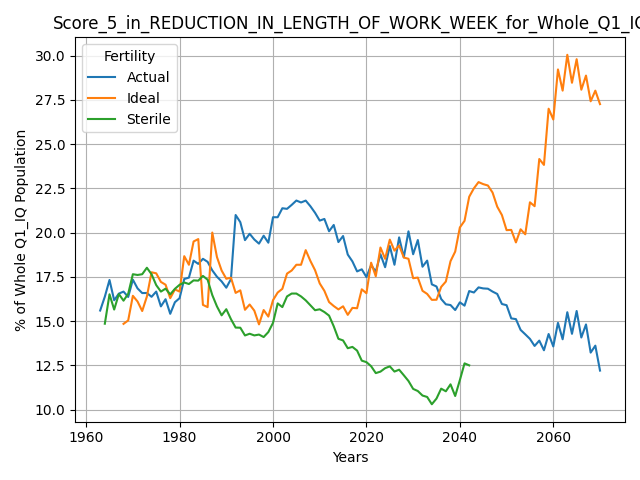 Score_5_in_REDUCTION_IN_LENGTH_OF_WORK_WEEK_for_Whole_Q1_IQ
Fertility
Actual
Ideal
Sterile
% of Whole Q1_IQ Population
30.0
27.5
25.0
22.5
20.0
17.5
15.0
12.5
10.0
1960 1980 2000 2020 2040 2060
Years